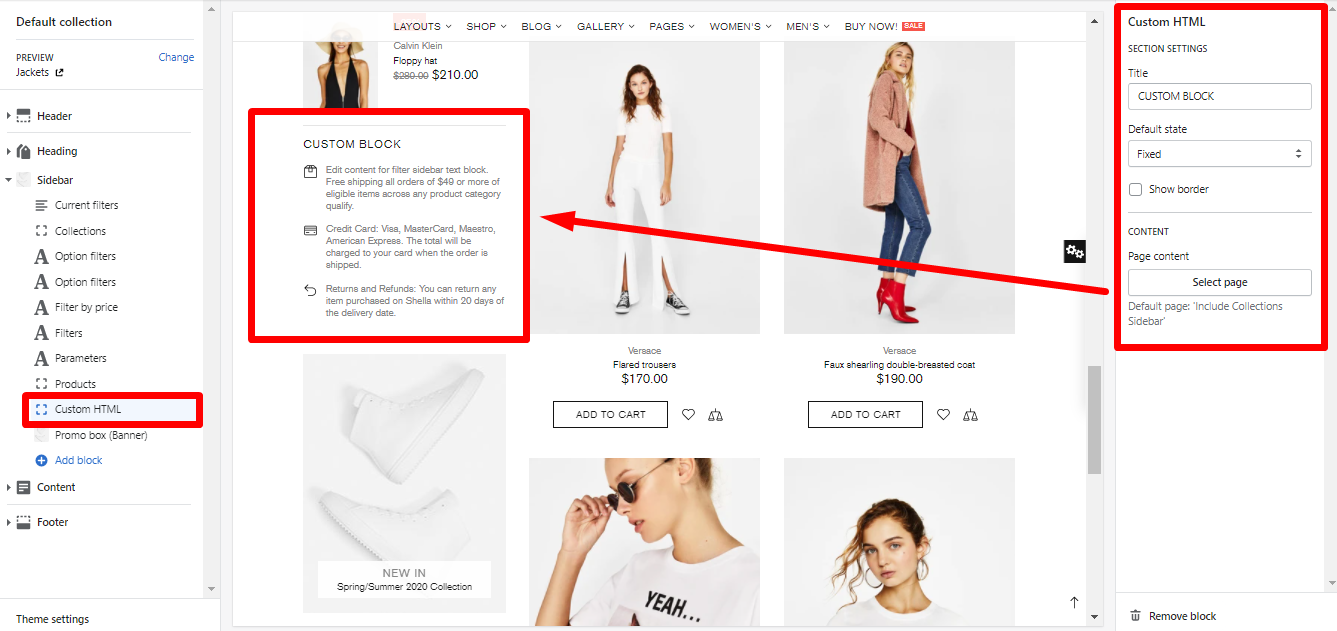 Default collection
PREVIEW
Change
Jackets
Header
Heading
Sidebar
Current filters
Collections
Option filters
Option filters
Filter by price
Filters
Parameters
Products
Custom HTML
Promo box (Banner)
Add block
Content
Footer
Theme settings
LAYOUTS SHOP BLOG GALLERY PAGES WOMEN'S MEN'S BUY NOW! SALE
Calvin Klein
Floppy hat
$280.00 $210.00
CUSTOM BLOCK
Edit content for filter sidebar text block.
Free shipping all orders of $49 or more of
eligible items across any product category
qualify.
Credit Card: Visa, MasterCard, Maestro,
American Express. The total will be
charged to your card when the order is
shipped.
Returns and Refunds: You can return any
item purchased on Shella within 20 days of
the delivery date.
NEW IN
Spring/Summer 2020 Collection
Versace
Flared trousers
$170.00
ADD TO CART
Versace
Faux shearling double-breasted coat
$190.00
ADD TO CART
YEAH...
Custom HTML
SECTION SETTINGS
Title
CUSTOM BLOCK
Default state
Fixed
Show border
CONTENT
Page content
Select page
Default page: 'Include Collections
Sidebar'
Remove block